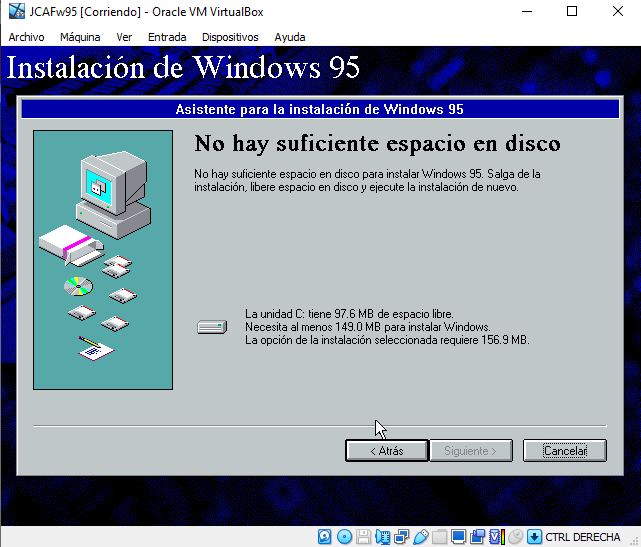 JCAFw95 [Corriendo] - Oracle VM VirtualBox
Archivo Máquina Ver Entrada Dispositivos Ayuda
Instalación de Windows 95
Asistente para la instalación de Windows 95
No hay suficiente espacio en disco
No hay suficiente espacio en disco para instalar Windows 95. Salga de la
instalación, libere espacio en disco y ejecute la instalación de nuevo.
La unidad C: tiene 97.6 MB de espacio libre.
Necesita al menos 149.0 MB para instalar Windows.
La opción de la instalación seleccionada requiere 156.9 MB.
< Atrás Siguiente > Cancelar
CTRL DERECHA